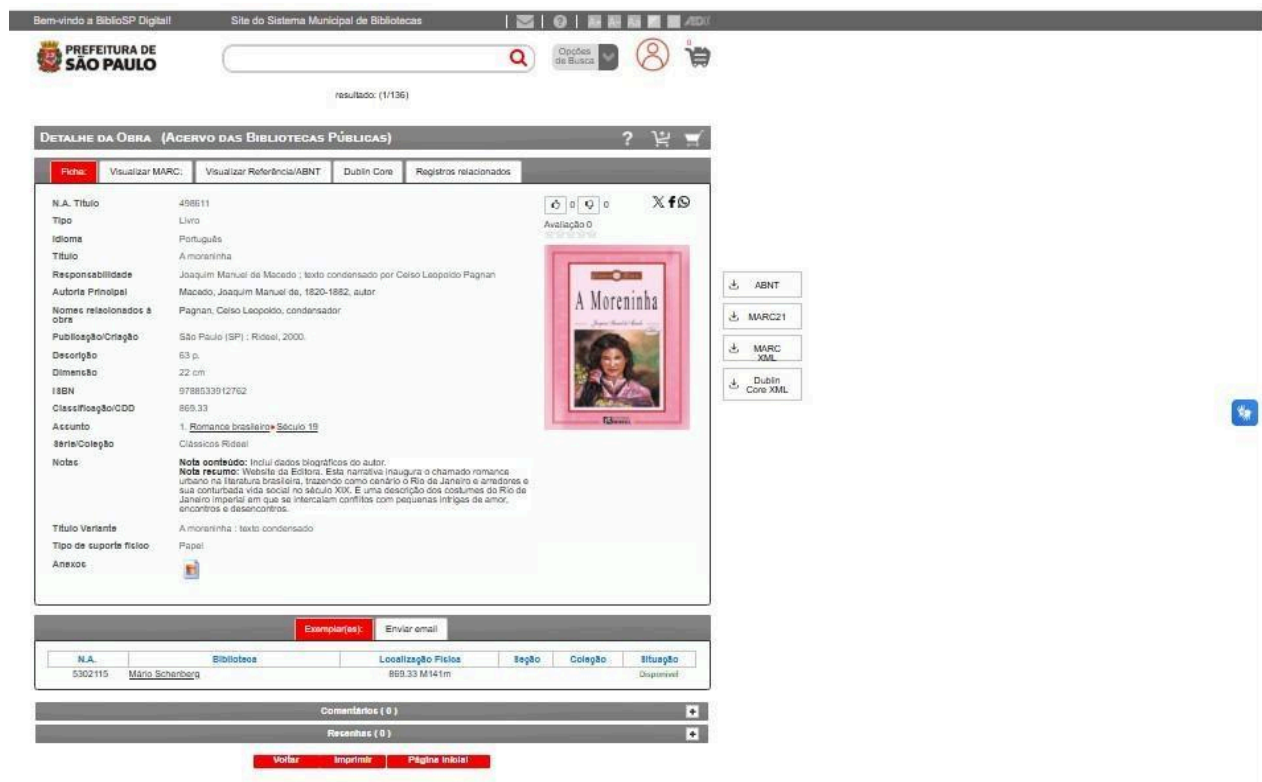 Bem-vindo a BiblioSP Digital!
Site do Sistema Municipal de Bibliotecas
PREFEITURA DE
SÃO PAULO
Opções
de Busca
0
resultado: (1/136)
DETALHE DA OBRA (ACERVO DAS BIBLIOTECAS PÚBLICAS)
?
Ficha: Visualizar MARC: Visualizar Referência/ABNT Dublin Core Registros relacionados
N.A. Título 498611
Tipo Livro
Idioma Português
Título A moreninha
Responsabilidade Joaquim Manuel de Macedo ; texto condensado por Celso Leopoldo Pagnan
Autoria Principal Macedo, Joaquim Manuel de, 1820-1882, autor
Nomes relacionados à obra Pagnan, Celso Leopoldo, condensador
Publicação/Criação São Paulo (SP) : Rideel, 2000.
Descrição 63 p.
Dimensão 22 cm
ISBN 9788533912762
Classificação/CDD 869.33
Assunto 1. Romance brasileiro Século 19
Série/Coleção Clássicos Rideel
Notas Nota conteúdo: Inclui dados biográficos do autor.
Nota resumo: Website da Editora. Esta narrativa inaugura o chamado romance
urbano na literatura brasileira, trazendo como cenário o Rio de Janeiro e arredores e
sua conturbada vida social no século XIX. É uma descrição dos costumes do Rio de
Janeiro imperial em que se intercalam conflitos com pequenas intrigas de amor,
encontros e desencontros.
Título Variante A moreninha : texto condensado
Tipo de suporte físico Papel
Anexos
0 0
Avaliação 0
A Moreninha
ABNT
MARC21
MARC
XML
Dublin
Core XML
Exemplar(es): Enviar email
N.A. Biblioteca Localização Física Seção Coleção Situação
5302115 Mário Schenberg 869.33 M141m Disponível
Comentários ( 0 )
Resenhas ( 0 )
Voltar Imprimir Página Inicial